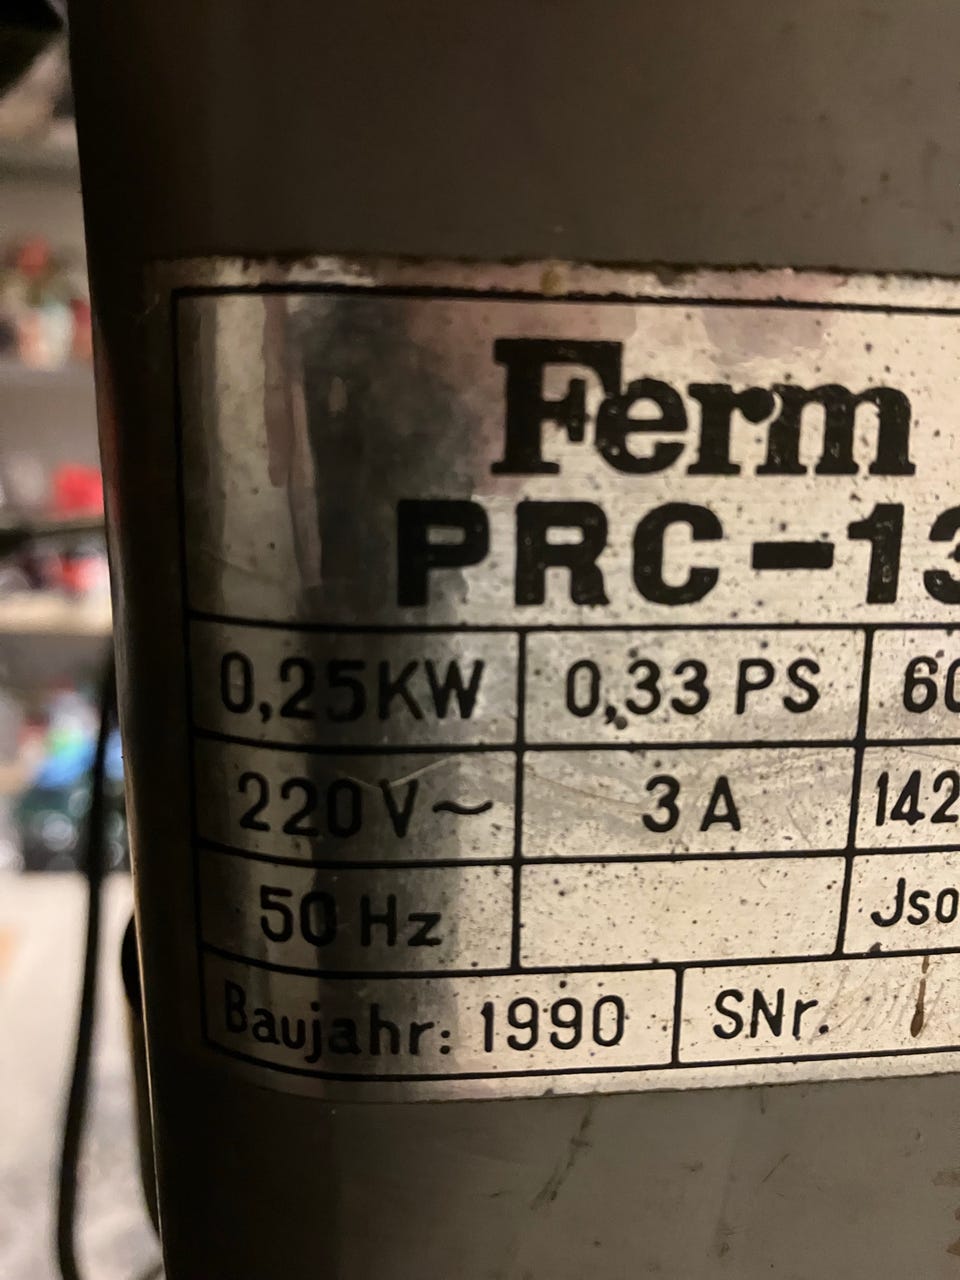 Ferm
PRC-13
0,25KW 0,33 PS 60
220V~ 3 A 142
50 Hz Jso
Baujahr: 1990 SNr.